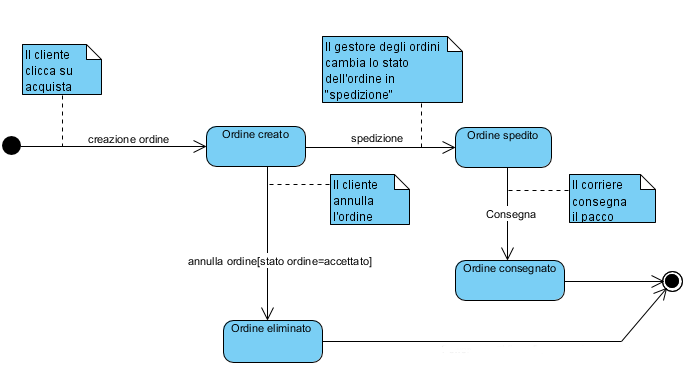 Il cliente
clicca su
acquista
Il gestore degli ordini
cambia lo stato
dell'ordine in
"spedizione"
creazione ordine
Ordine creato
spedizione
Ordine spedito
Il cliente
annulla
l'ordine
Il corriere
consegna
il pacco
Consegna
annulla ordine[stato ordine=accettato]
Ordine consegnato
Ordine eliminato